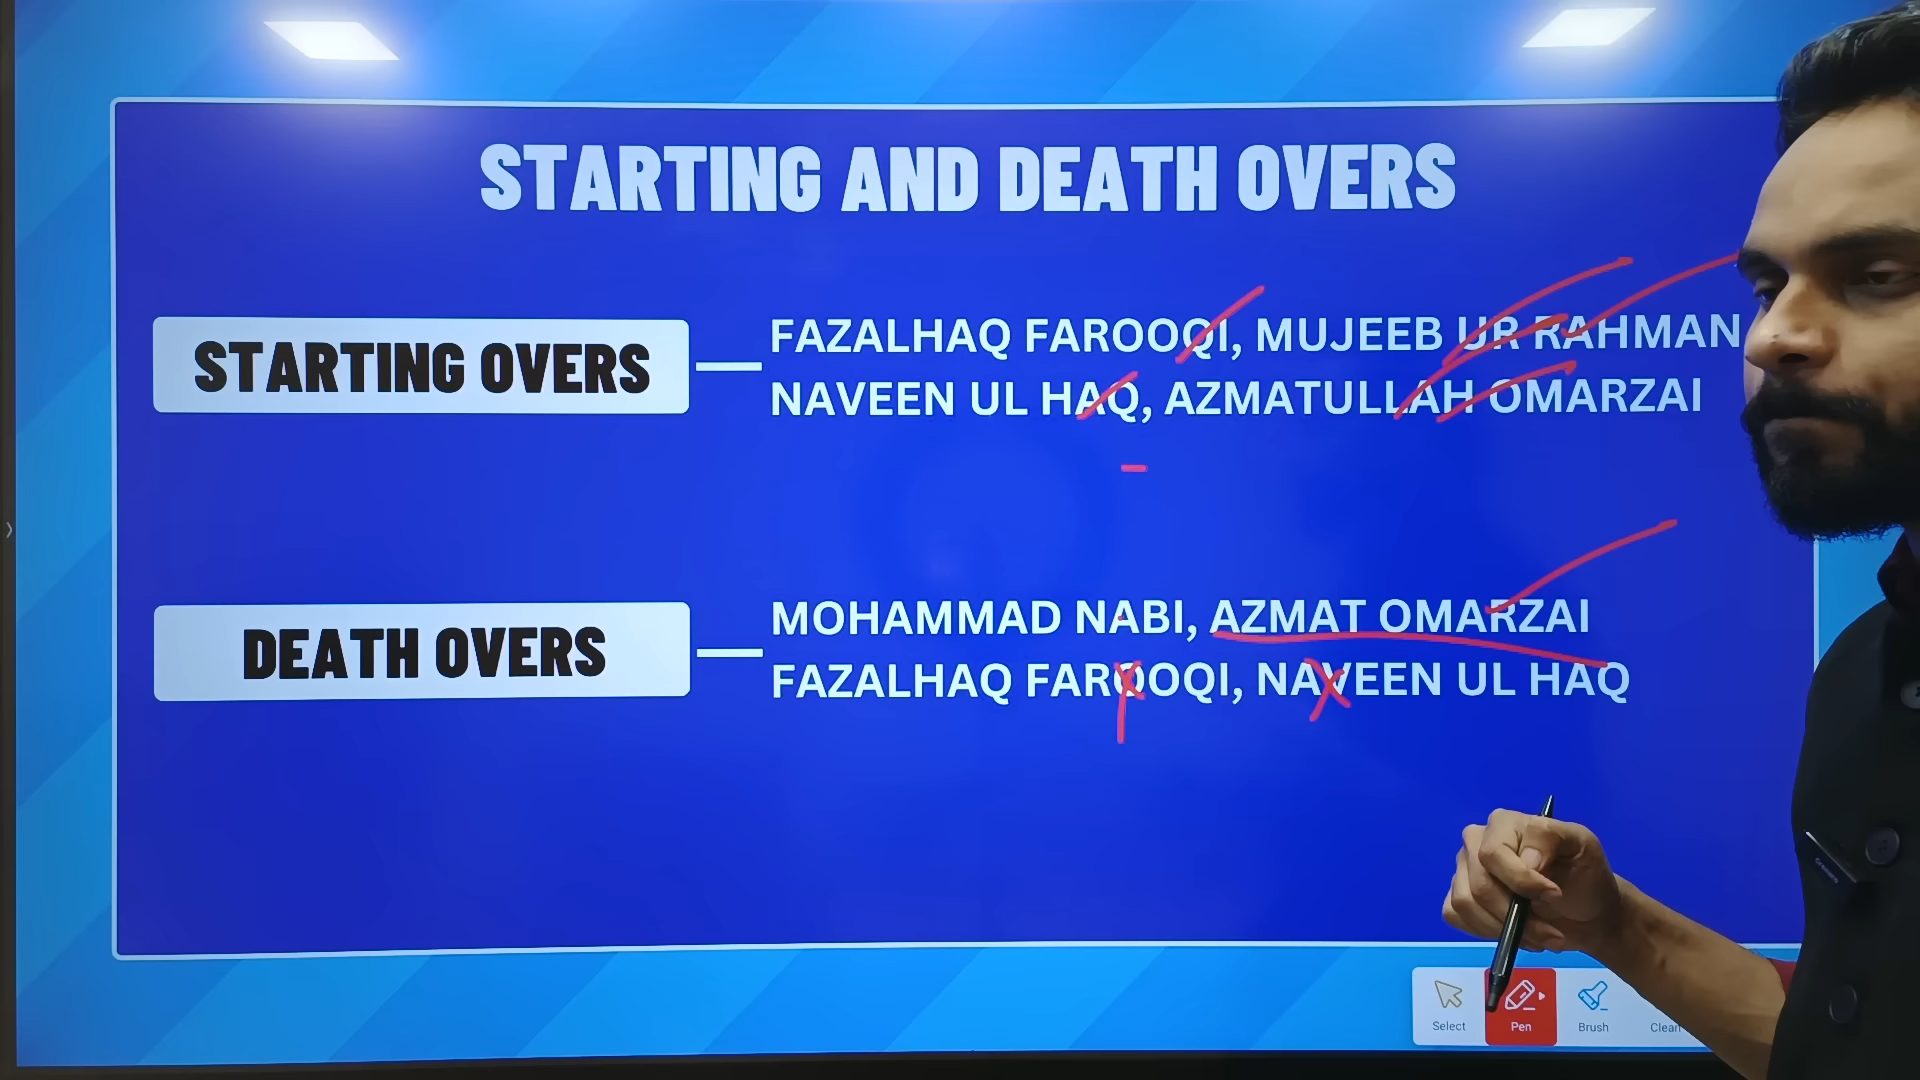 STARTING AND DEATH OVERS
STARTING OVERS
FAZALHAQ FAROOQI, MUJEEB UR RAHMAN
NAVEEN UL HAQ, AZMATULLAH OMARZAI
DEATH OVERS
MOHAMMAD NABI, AZMAT OMARZAI
FAZALHAQ FAROOQI, NAVEEN UL HAQ
Select
Pen
Brush
Clean